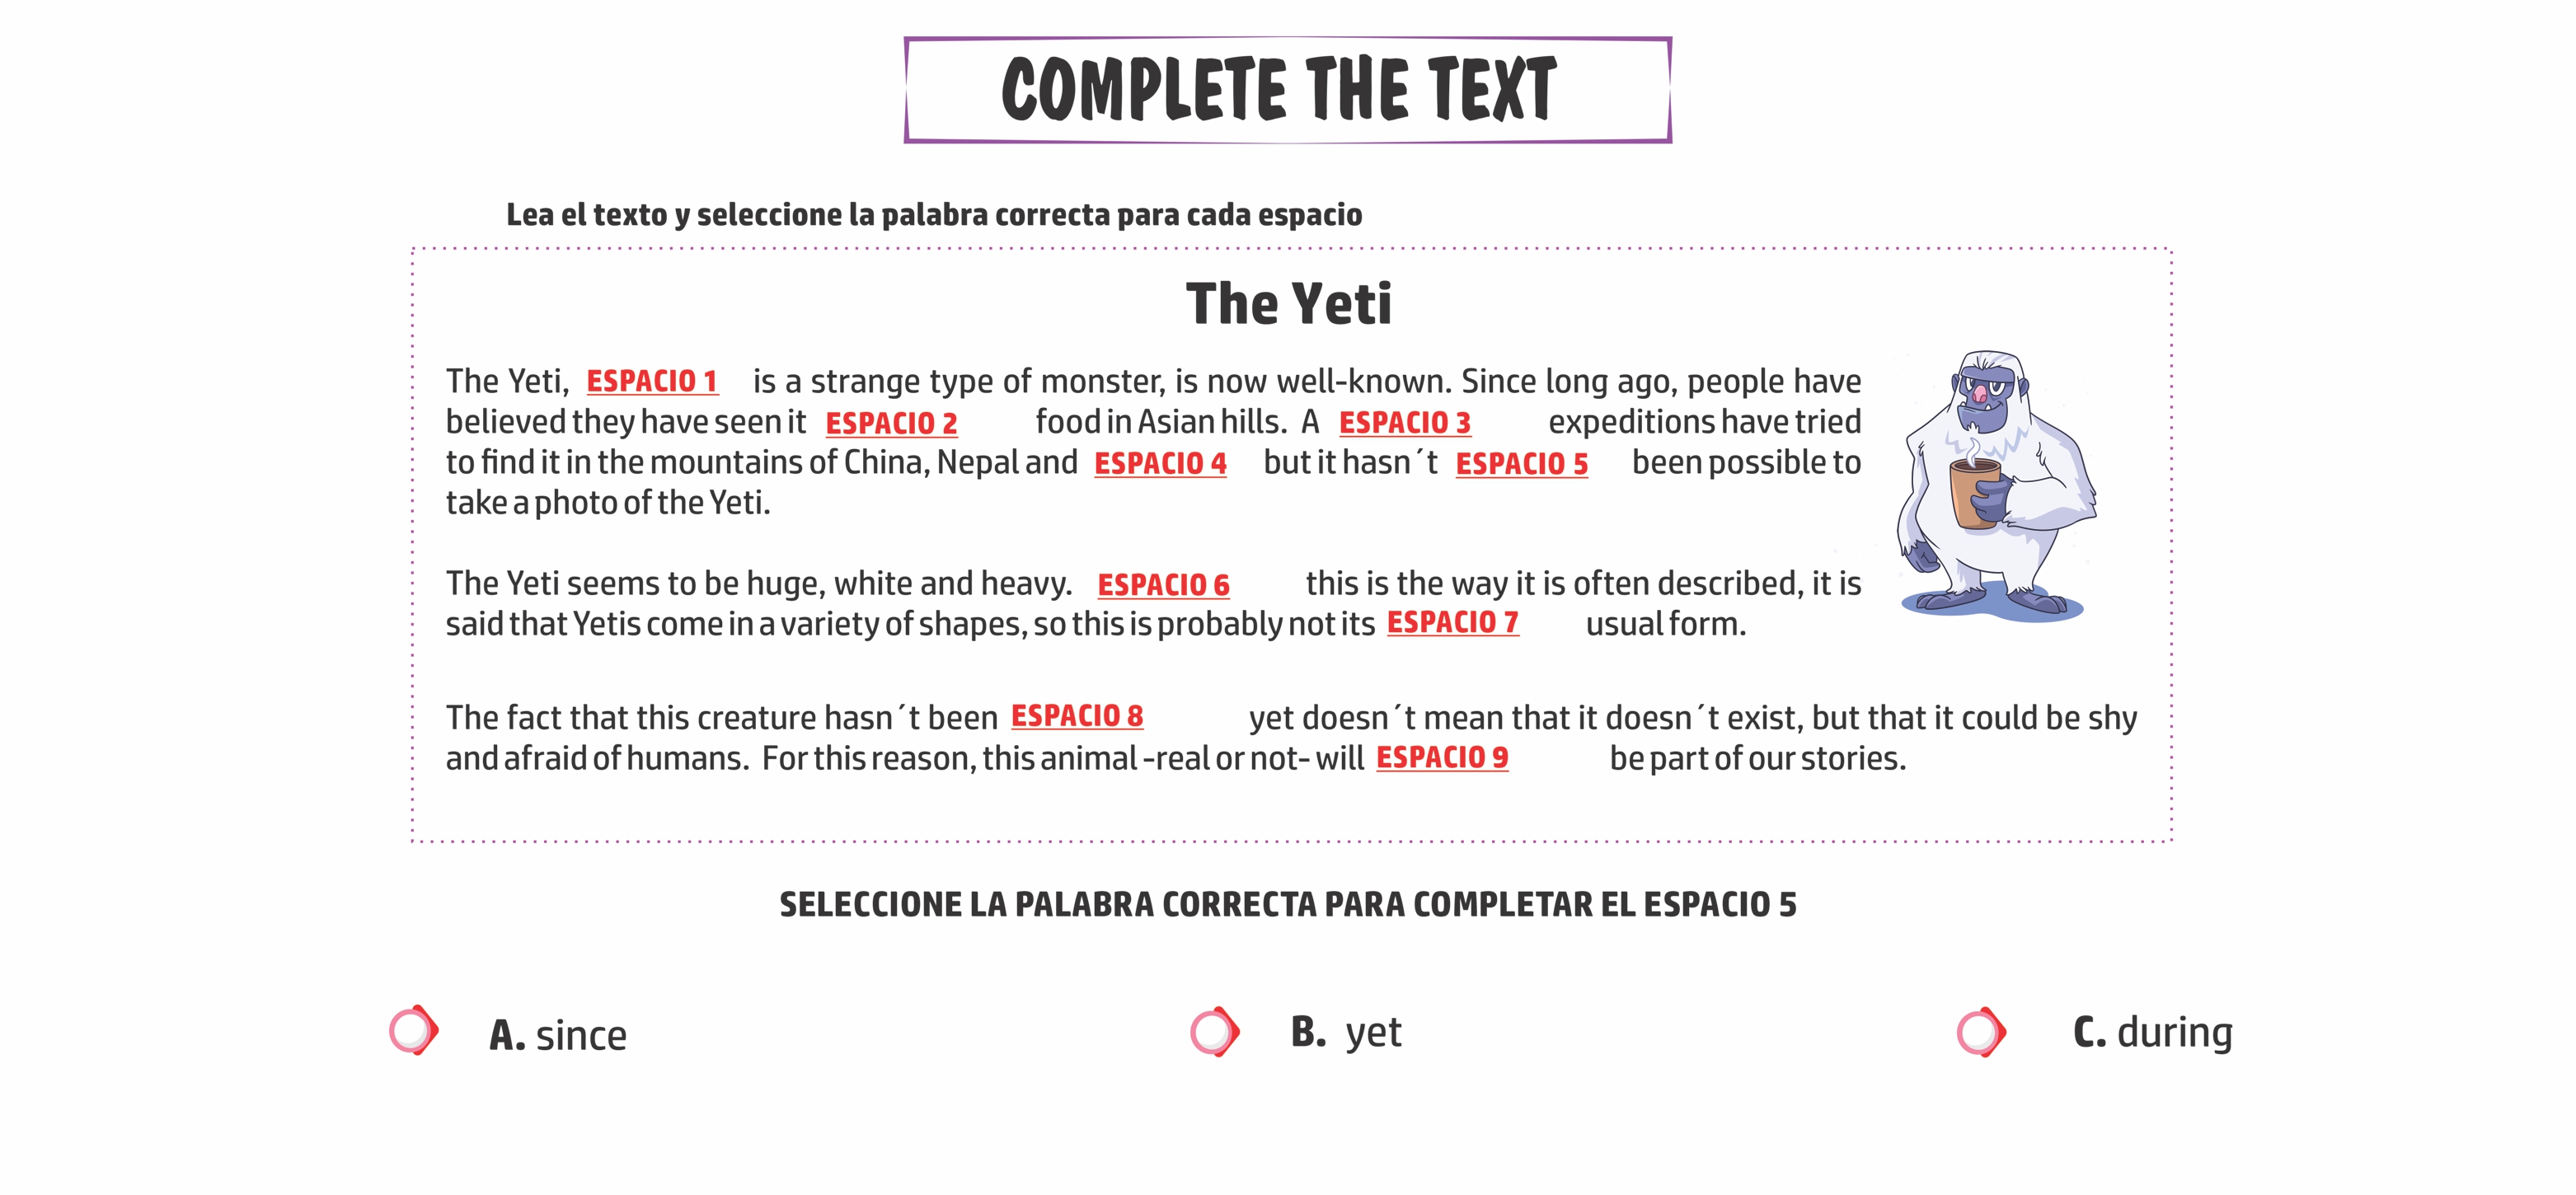 COMPLETE THE TEXT
Lea el texto y seleccione la palabra correcta para cada espacio
The Yeti
The Yeti, ESPACIO 1 is a strange type of monster, is now well-known. Since long ago, people have
believed they have seen it ESPACIO 2 food in Asian hills. A ESPACIO 3 expeditions have tried
to find it in the mountains of China, Nepal and ESPACIO 4 but it hasn´t ESPACIO 5 been possible to
take a photo of the Yeti.
The Yeti seems to be huge, white and heavy. ESPACIO 6 this is the way it is often described, it is
said that Yetis come in a variety of shapes, so this is probably not its ESPACIO 7 usual form.
The fact that this creature hasn´t been ESPACIO 8 yet doesn´t mean that it doesn´t exist, but that it could be shy
and afraid of humans. For this reason, this animal -real or not- will ESPACIO 9 be part of our stories.
SELECCIONE LA PALABRA CORRECTA PARA COMPLETAR EL ESPACIO 5
A. since
B. yet
C. during